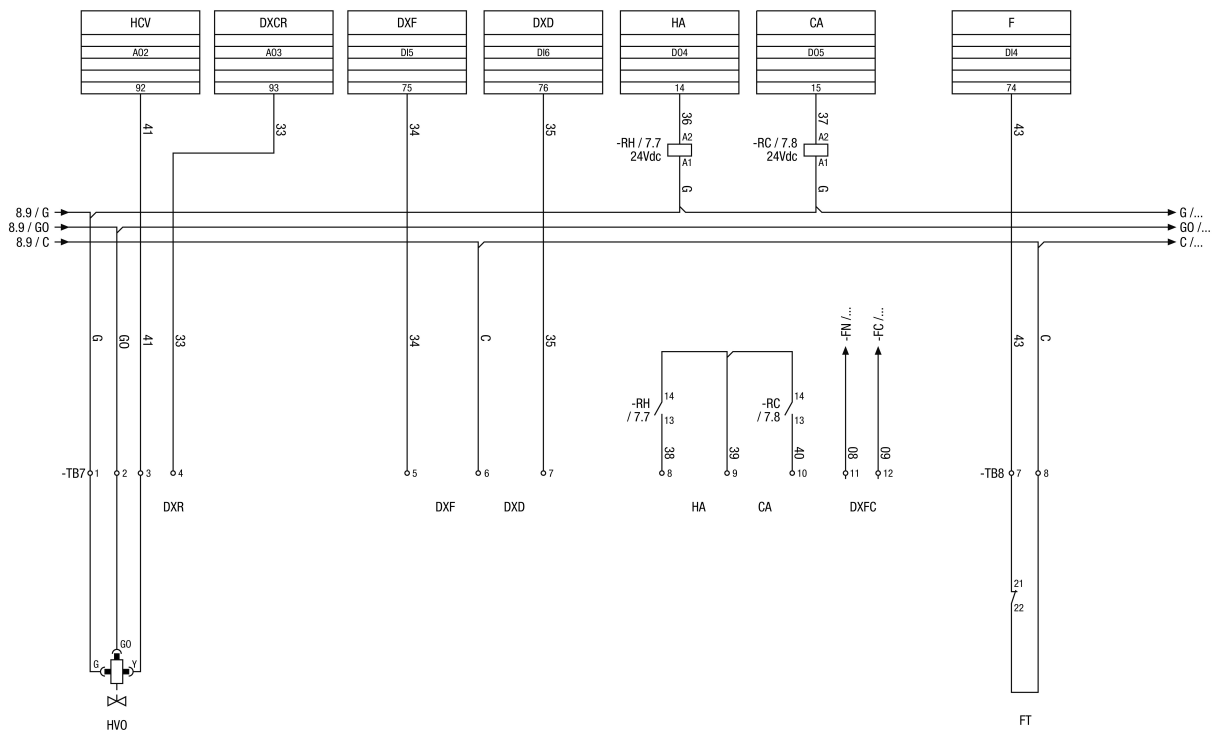 HCV DXCR DXF DXD HA CA F
AO2 AO3 DI5 DI6 DO4 DO5 DI4
92 93 75 76 14 15 74
41 33 34 35 36 37 43
-RH / 7.7 A2 -RC / 7.8 A2
24Vdc A1 24Vdc A1
G G
8.9 / G G /...
8.9 / GO GO /...
8.9 / C C /...
-FN /... -FC /...
G GO 41 33 34 C 35 43 C
-RH 14 -RC 14
/ 7.7 13 / 7.8 13
38 39 40 08 09
-TB7 1 2 3 4 5 6 7 8 9 10 11 12 -TB8 7 8
DXR DXF DXD HA CA DXFC
21
22
GO
G Y
HVO FT